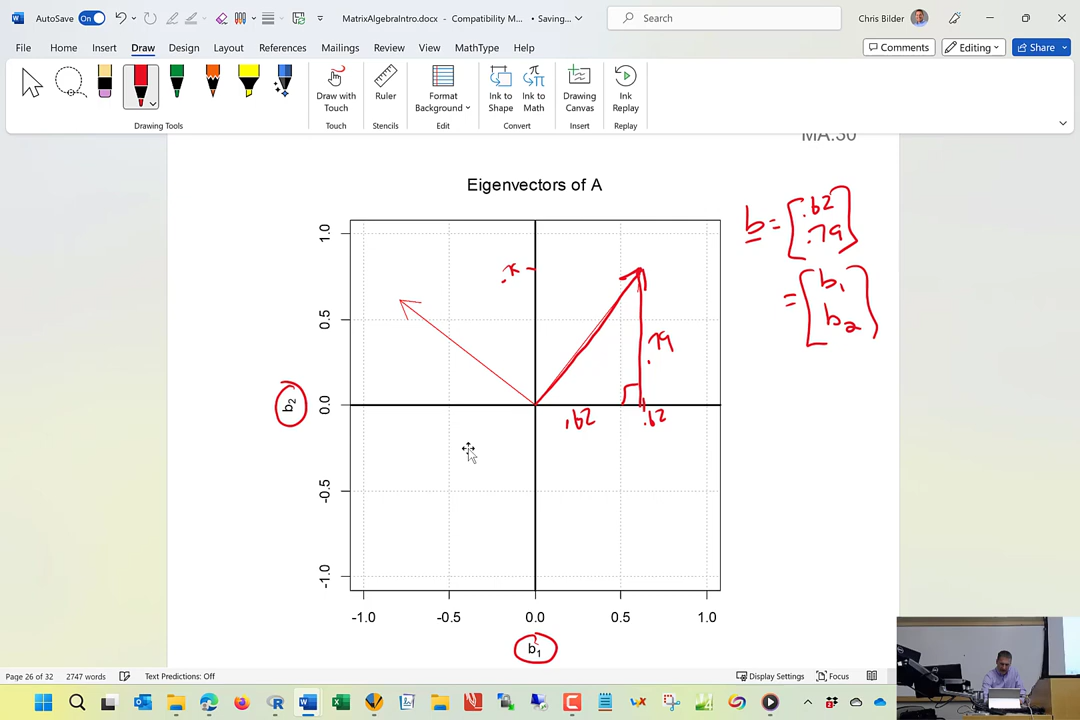 AutoSave On MatrixAlgebraIntro.docx - Compatibility M... - Saving... Search Chris Bilder
File Home Insert Draw Design Layout References Mailings Review View MathType Help Comments Editing Share
Draw with Touch
Ruler
Format Background
Ink to Shape
Ink to Math
Drawing Canvas
Ink Replay
Drawing Tools Touch Stencils Edit Convert Insert Replay
MA.30
Eigenvectors of A
b = [.62
.79]
= [b1
b2]
1.0
0.5
0.0
-0.5
-1.0
b2
.79
.62
.62
-1.0 -0.5 0.0 0.5 1.0
b1
Page 26 of 32 2747 words Text Predictions: Off Display Settings Focus